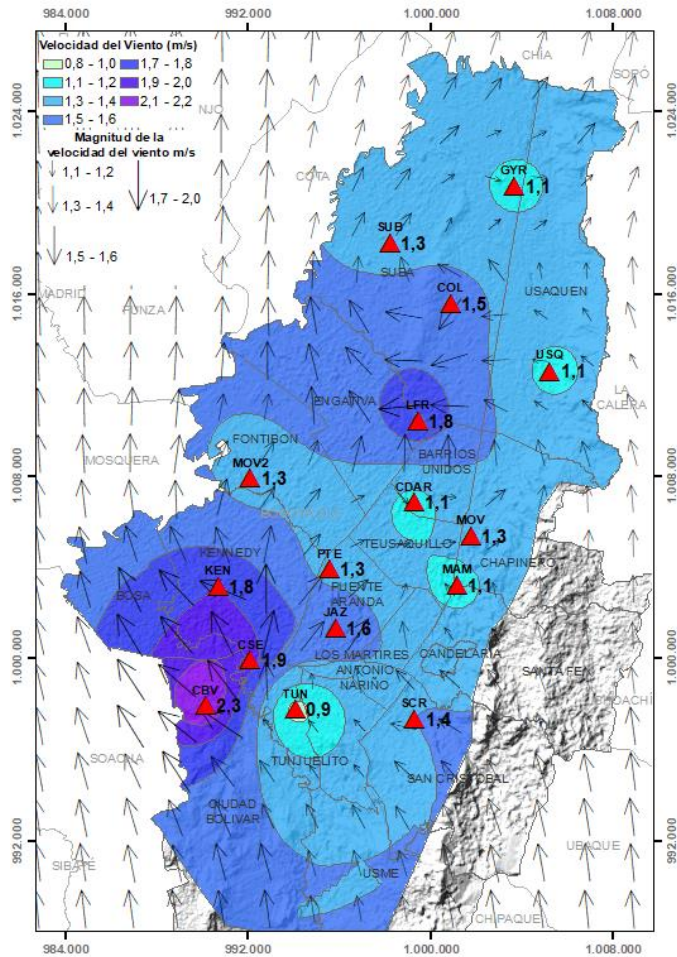 984.000 992.000 1.000.000 1.008.000
Velocidad del Viento (m/s)
0,8 - 1,0 1,7 - 1,8
1,1 - 1,2 1,9 - 2,0
1,3 - 1,4 2,1 - 2,2
1,5 - 1,6
Magnitud de la
velocidad del viento m/s
1,1 - 1,2
1,3 - 1,4
1,7 - 2,0
1,5 - 1,6
CHÍA
SOPÓ
1.024.000 1.024.000
NJO
COTA
GYR
1,1
SUB
1,3
SUBA
1.016.000 1.016.000
MADRID
FUNZA
COL
1,5
USAQUEN
USQ
1,1
LA
CALERA
ENGATIVA
LFR
1,8
FONTIBON
BARRIOS
UNIDOS
1.008.000 1.008.000
MOSQUERA
MOV2
1,3
CDAR
1,1
TEUSAQUILLO
MOV
1,3
CHAPINERO
KENNEDY
KEN
1,8
BOSA
PTE
1,3
PUENTE
ARANDA
MAM
1,1
JAZ
1,6
CSE
1,9
LOS MARTIRES
ANTONIO
NARIÑO
CANDELARIA
1.000.000 1.000.000
SANTA FE
CBV
2,3
TUN
0,9
SCR
1,4
SOACHA
TUNJUELITO
SAN CRISTOBAL
CIUDAD
BOLIVAR
992.000 992.000
UBAQUE
SIBATÉ
USME
CHIPAQUE
984.000 992.000 1.000.000 1.008.000